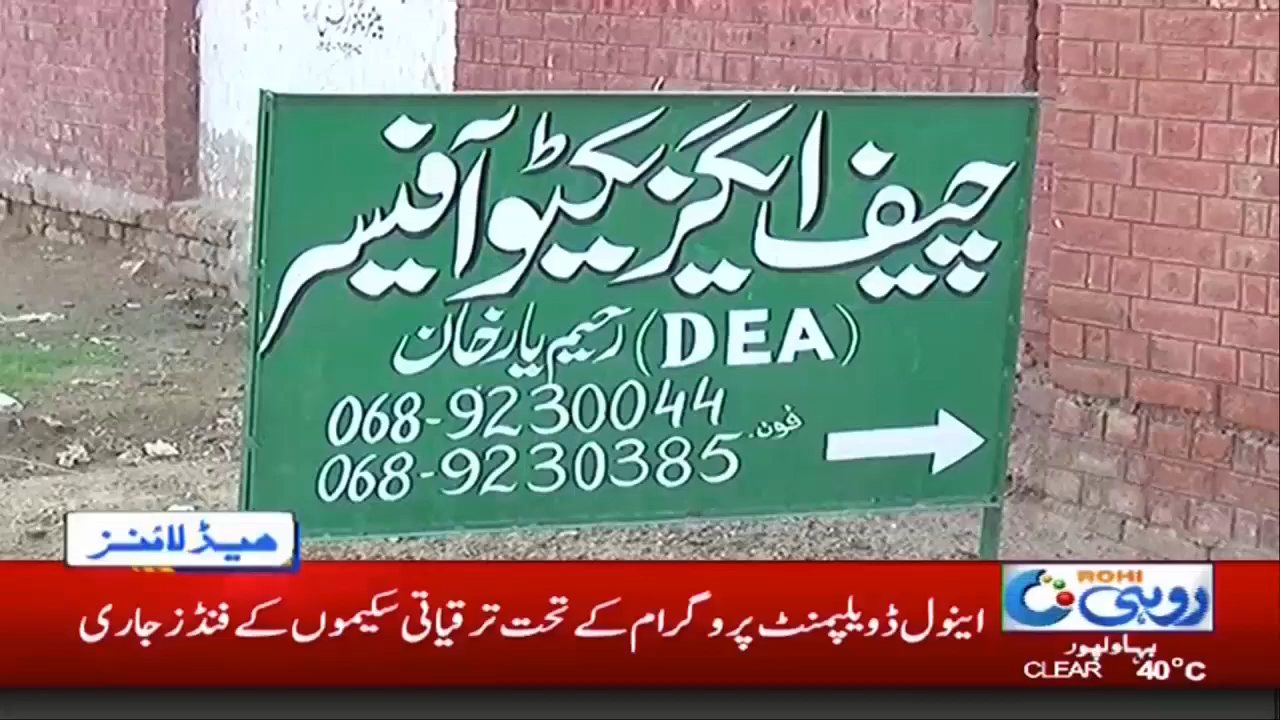 چیف ایگزیکٹو آفیسر
(DEA) رحیم یار خان
068-9230044
فون.
068-9230385
ہیڈ لائنز
اینول ڈویلپمنٹ پروگرام کے تحت ترقیاتی سکیموں کے فنڈز جاری
ROHI
روہی
بہاولپور
CLEAR 40°C